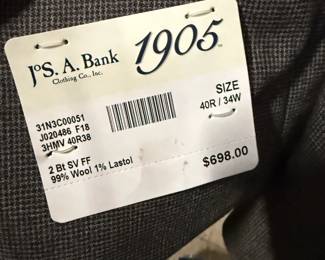 JoS. A. Bank
Clothing Co., Inc.
1905
31N3C00051
J020486 F18
3HMV 40R38
SIZE
40R / 34W
2 Bt SV FF
99% Wool 1% Lastol
$698.00